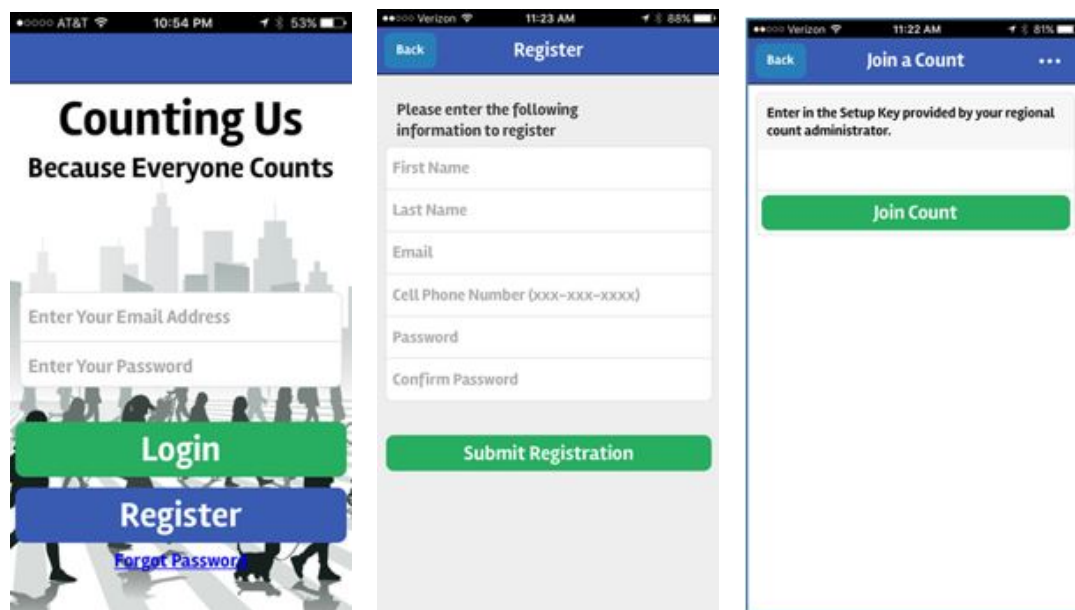 ●●○○○ AT&T 10:54 PM 53%
Counting Us
Because Everyone Counts
Enter Your Email Address
Enter Your Password
Login
Register
Forgot Password
●●○○○ Verizon 11:23 AM 88%
Back Register
Please enter the following
information to register
First Name
Last Name
Email
Cell Phone Number (xxx-xxx-xxxx)
Password
Confirm Password
Submit Registration
●●○○○ Verizon 11:22 AM 81%
Back Join a Count •••
Enter in the Setup Key provided by your regional
count administrator.
Join Count